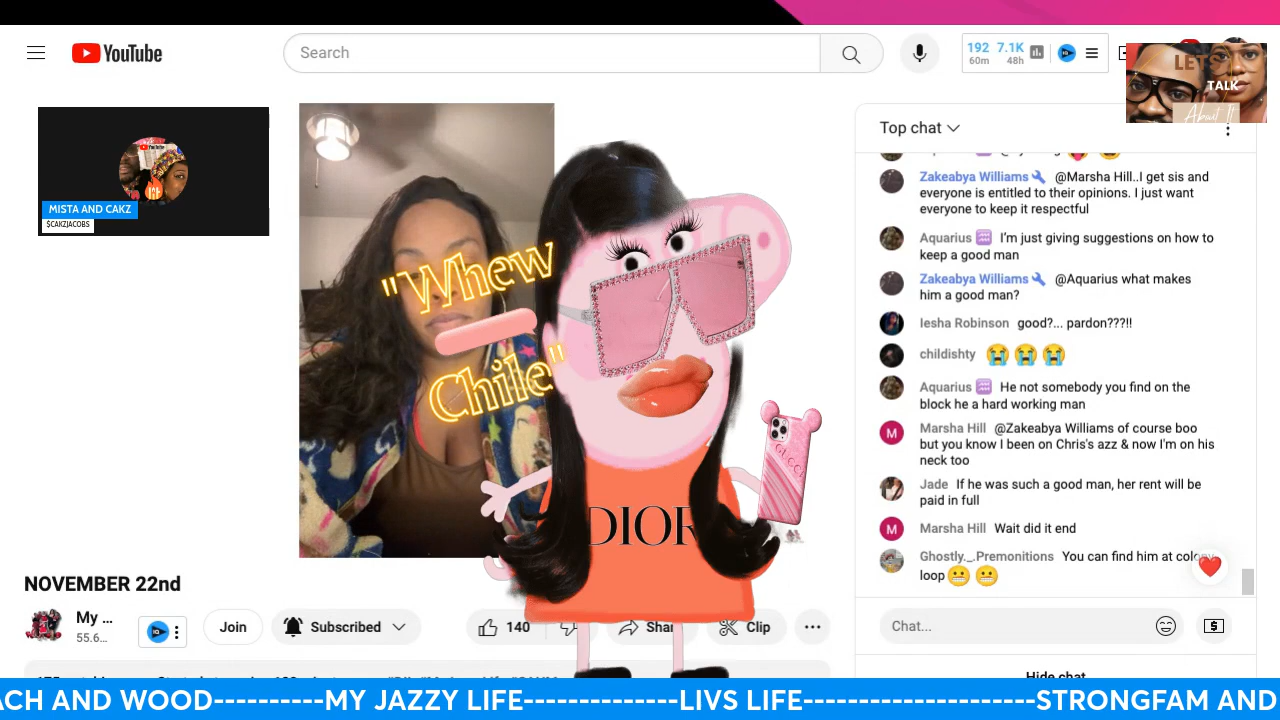 YouTube
Search
192 7.1K
60m 48h
LETS
TALK
About It
Top chat
MISTA AND CAKZ
$CAKZJACOBS
"Whew
Chile"
DIOR
GUCCI
Zakeabya Williams @Marsha Hill..I get sis and
everyone is entitled to their opinions. I just want
everyone to keep it respectful
Aquarius ♒ I'm just giving suggestions on how to
keep a good man
Zakeabya Williams @Aquarius what makes
him a good man?
Iesha Robinson good?... pardon???!!
childishty 😭😭😭
Aquarius ♒ He not somebody you find on the
block he a hard working man
M Marsha Hill @Zakeabya Williams of course boo
but you know I been on Chris's azz & now I'm on his
neck too
Jade If he was such a good man, her rent will be
paid in full
M Marsha Hill Wait did it end
Ghostly._.Premonitions You can find him at colony
loop 😬😬
Chat...
Hide chat
NOVEMBER 22nd
My ...
55.6...
Join
Subscribed
140
Shar
Clip
ACH AND WOOD----------MY JAZZY LIFE--------------LIVS LIFE---------------------STRONGFAM AND